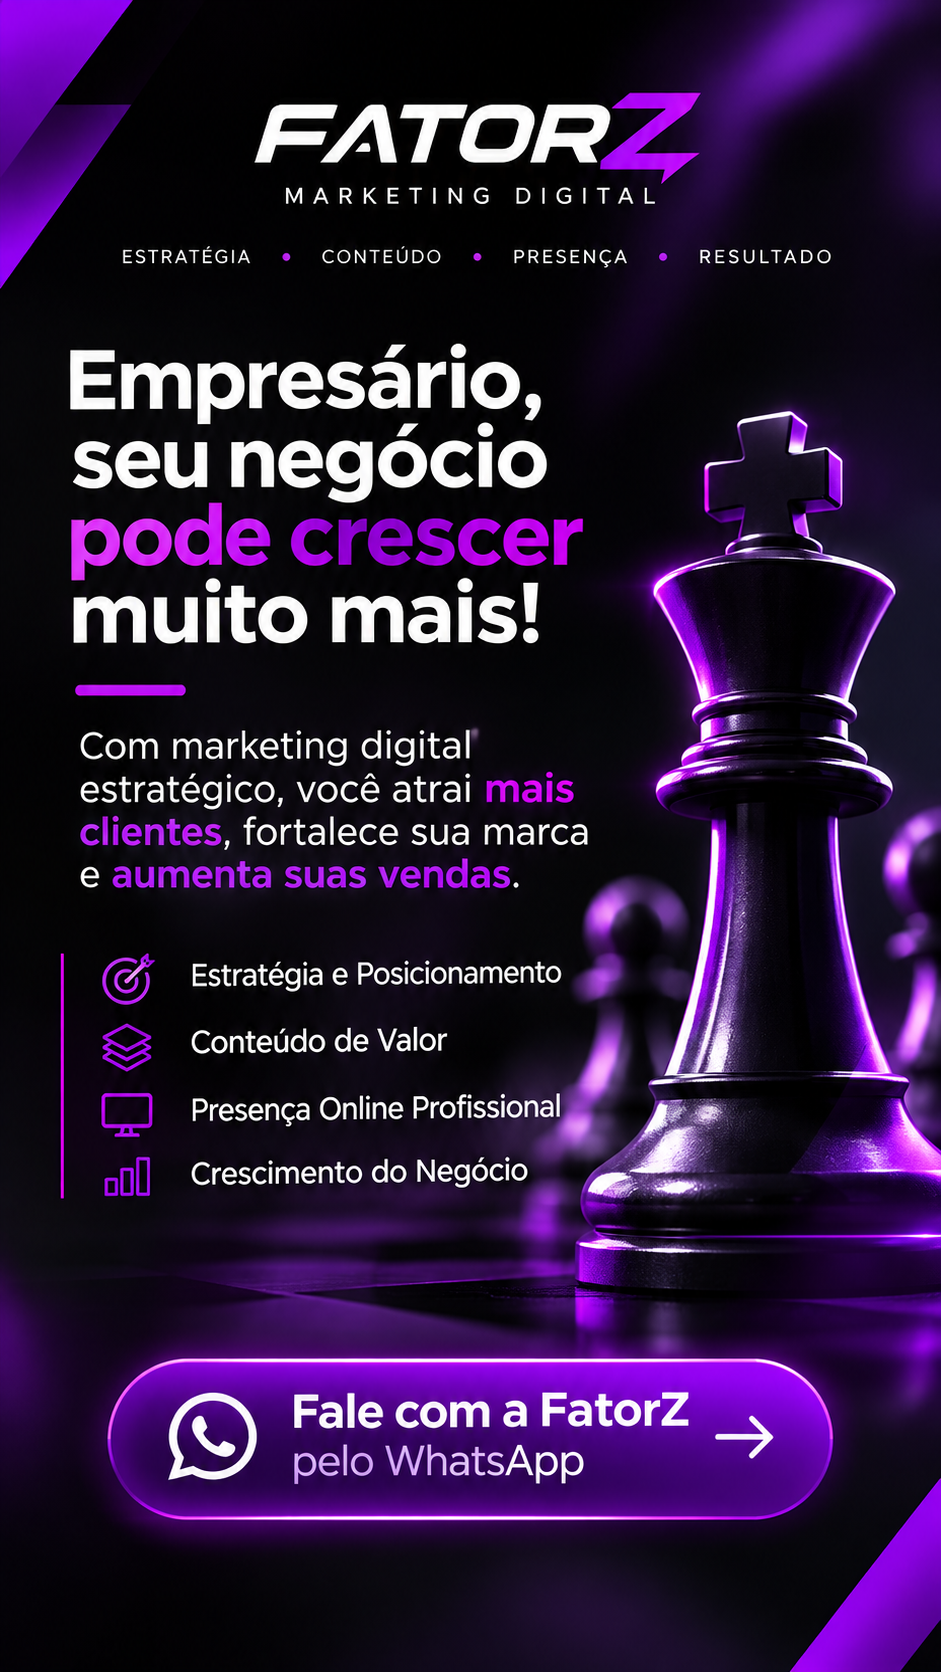 FATORZ
MARKETING DIGITAL
ESTRATÉGIA • CONTEÚDO • PRESENÇA • RESULTADO
Empresário,
seu negócio
pode crescer
muito mais!
Com marketing digital
estratégico, você atrai mais
clientes, fortalece sua marca
e aumenta suas vendas.
Estratégia e Posicionamento
Conteúdo de Valor
Presença Online Profissional
Crescimento do Negócio
Fale com a FatorZ
pelo WhatsApp